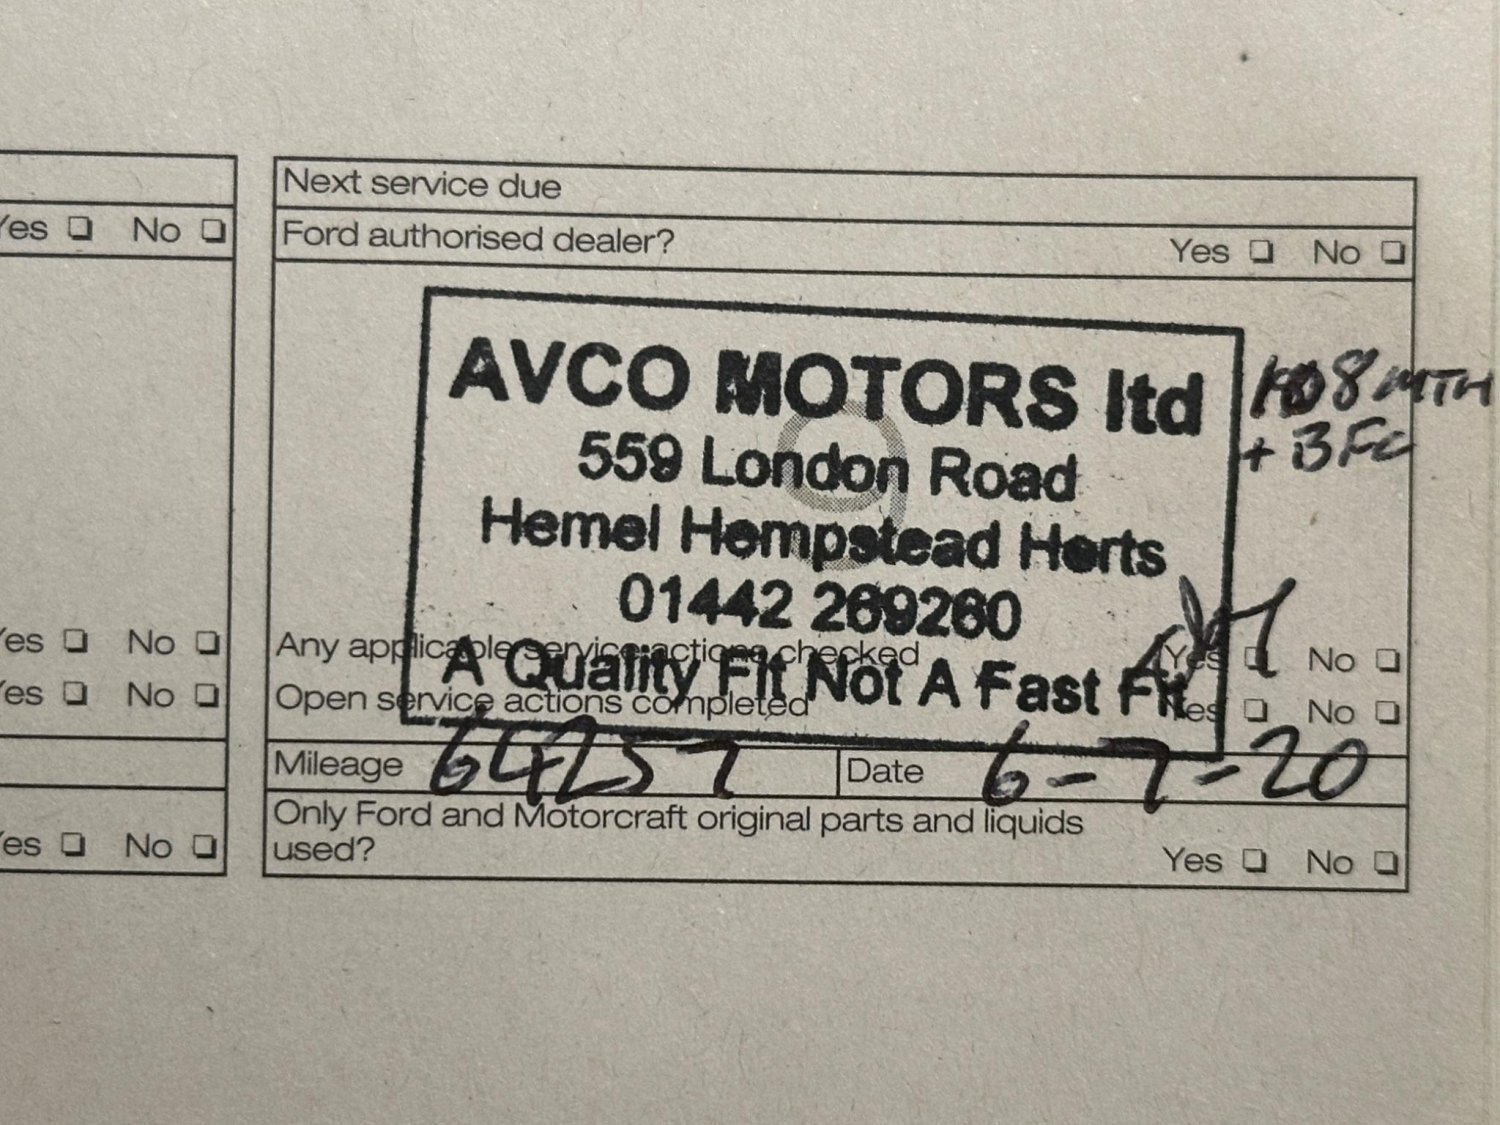 Next service due
Yes No
Ford authorised dealer? Yes No
AVCO MOTORS ltd
8 MTH
559 London Road
+ BFC
Hemel Hempstead Herts
01442 269260
Yes No
Any applicable service actions checked Yes No
A Quality Fit Not A Fast Fit
Yes No
Open service actions completed Yes No
Mileage 64257 Date 6-7-20
Only Ford and Motorcraft original parts and liquids
used? Yes No
Yes No